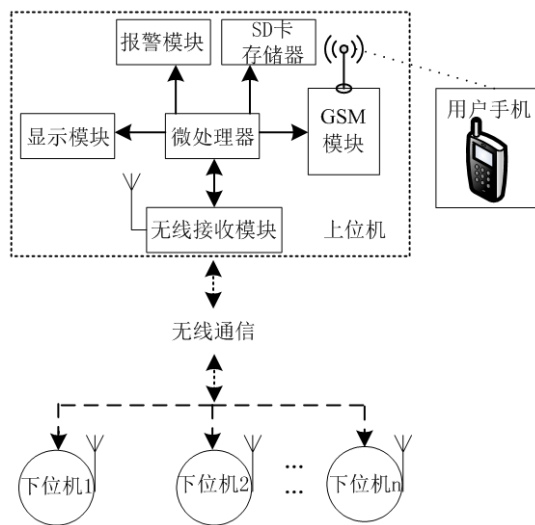 报警模块
SD卡
存储器
显示模块
微处理器
GSM
模块
用户手机
无线接收模块
上位机
无线通信
下位机1
下位机2
...
...
下位机n